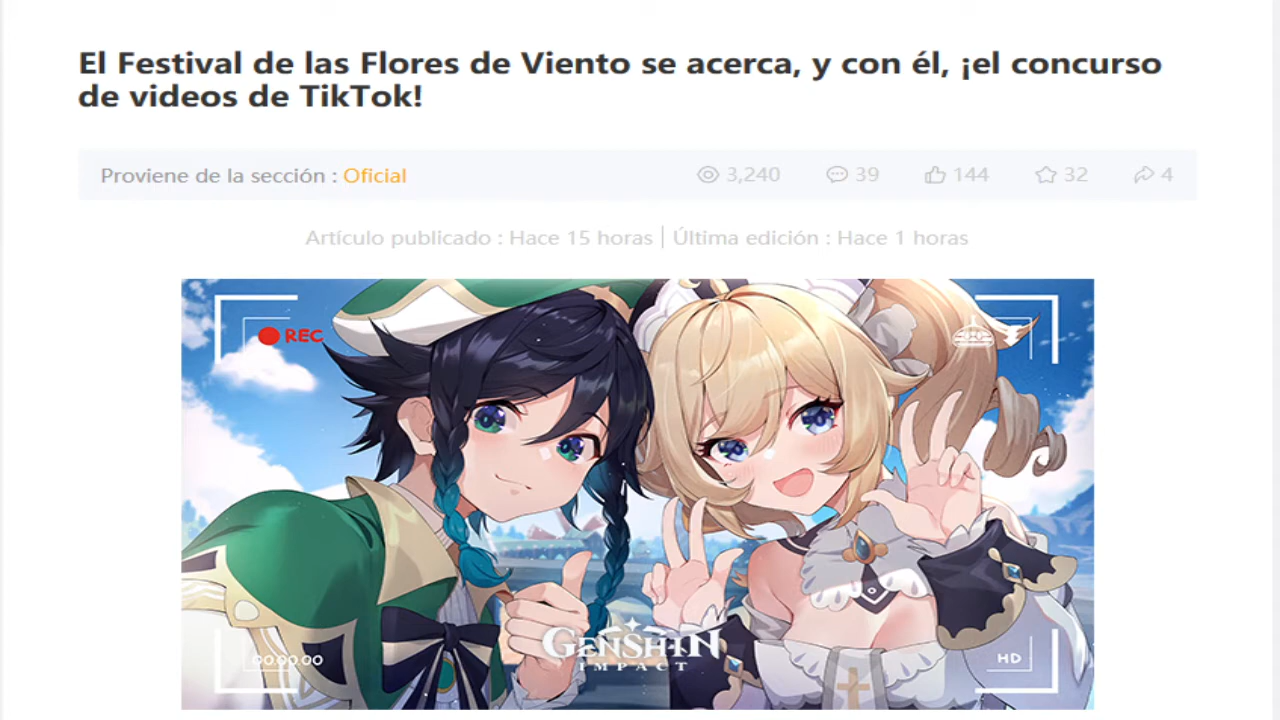 El Festival de las Flores de Viento se acerca, y con él, ¡el concurso
de videos de TikTok!
Proviene de la sección : Oficial
3,240
39
144
32
4
Artículo publicado : Hace 15 horas | Última edición : Hace 1 horas
REC
GENSHIN
IMPACT
00:00:00
HD